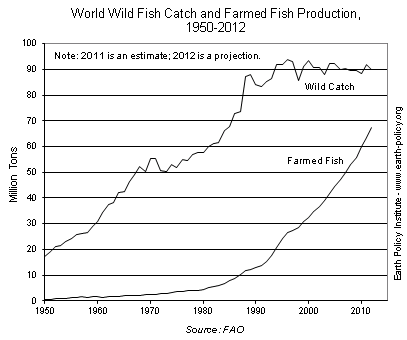 World Wild Fish Catch and Farmed Fish Production,
1950-2012
Note: 2011 is an estimate; 2012 is a projection.
Wild Catch
Farmed Fish
Million Tons
100
90
80
70
60
50
40
30
20
10
0
1950
1960
1970
1980
1990
2000
2010
Source: FAO
Earth Policy Institute - www.earth-policy.org